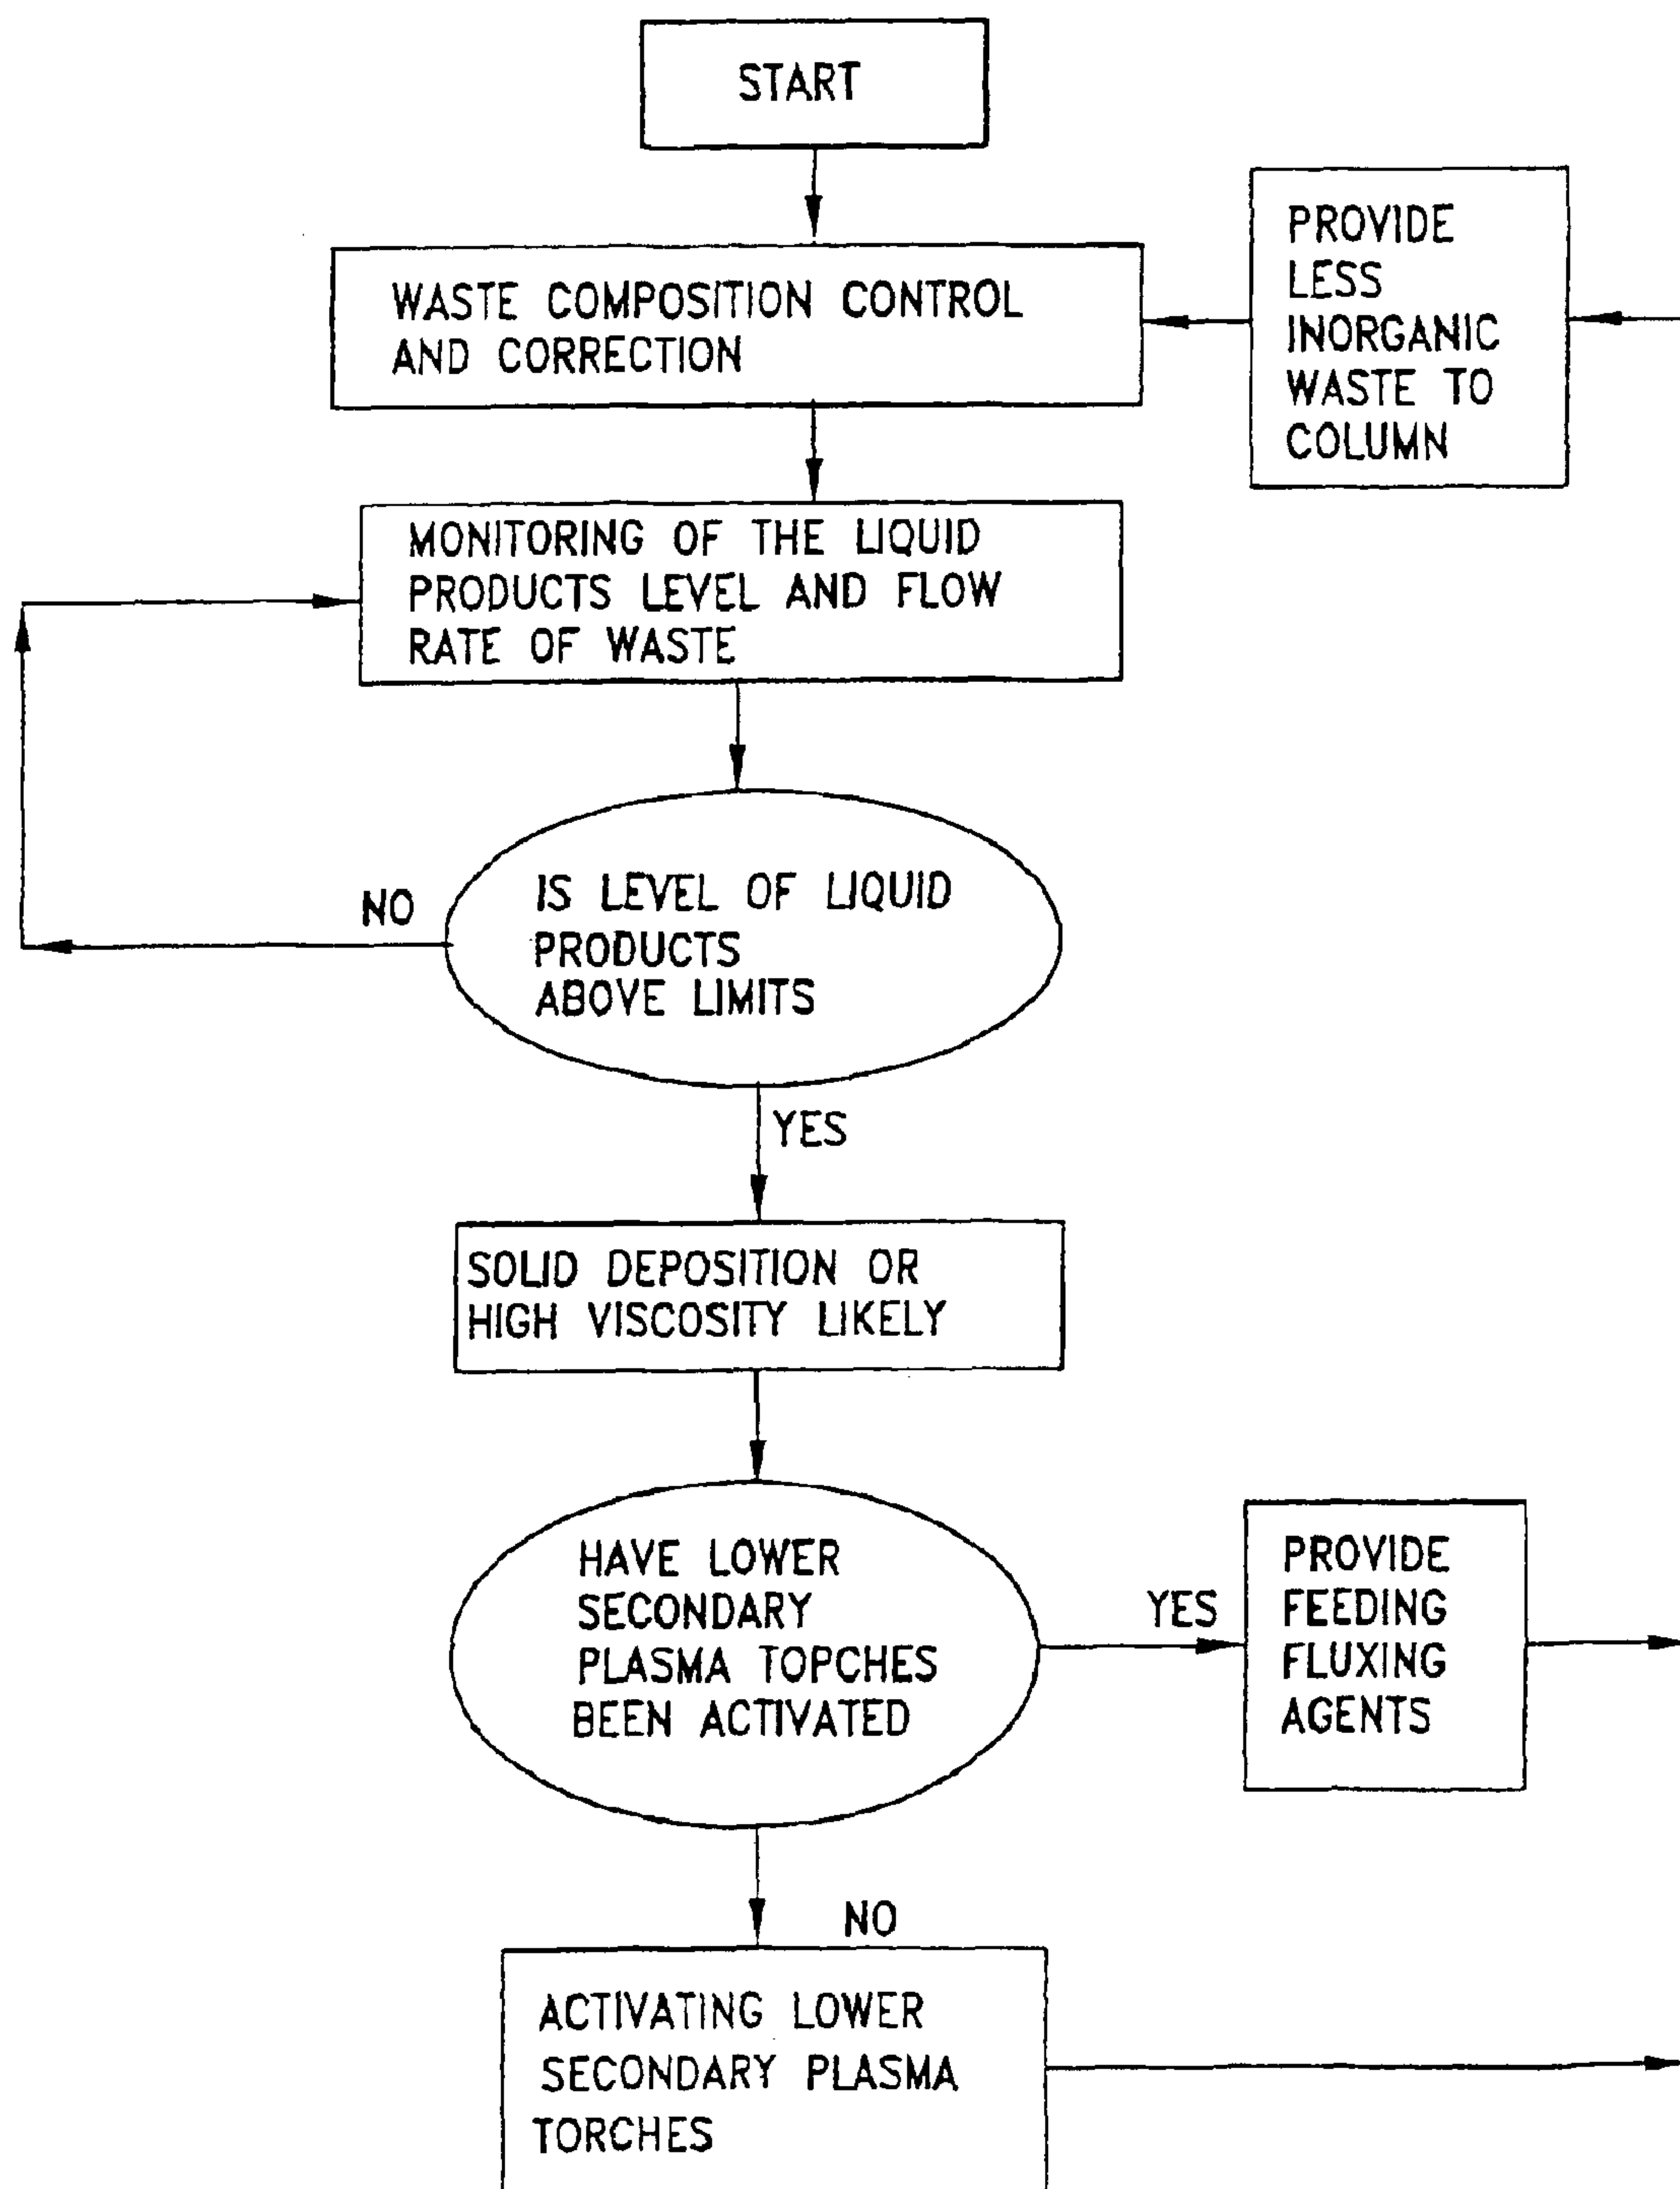 START
PROVIDE
LESS
INORGANIC
WASTE TO
COLUMN
WASTE COMPOSITION CONTROL
AND CORRECTION
MONITORING OF THE LIQUID
PRODUCTS LEVEL AND FLOW
RATE OF WASTE
NO
IS LEVEL OF LIQUID
PRODUCTS
ABOVE LIMITS
YES
SOLID DEPOSITION OR
HIGH VISCOSITY LIKELY
HAVE LOWER
SECONDARY
PLASMA TOPCHES
BEEN ACTIVATED
YES
PROVIDE
FEEDING
FLUXING
AGENTS
NO
ACTIVATING LOWER
SECONDARY PLASMA
TORCHES